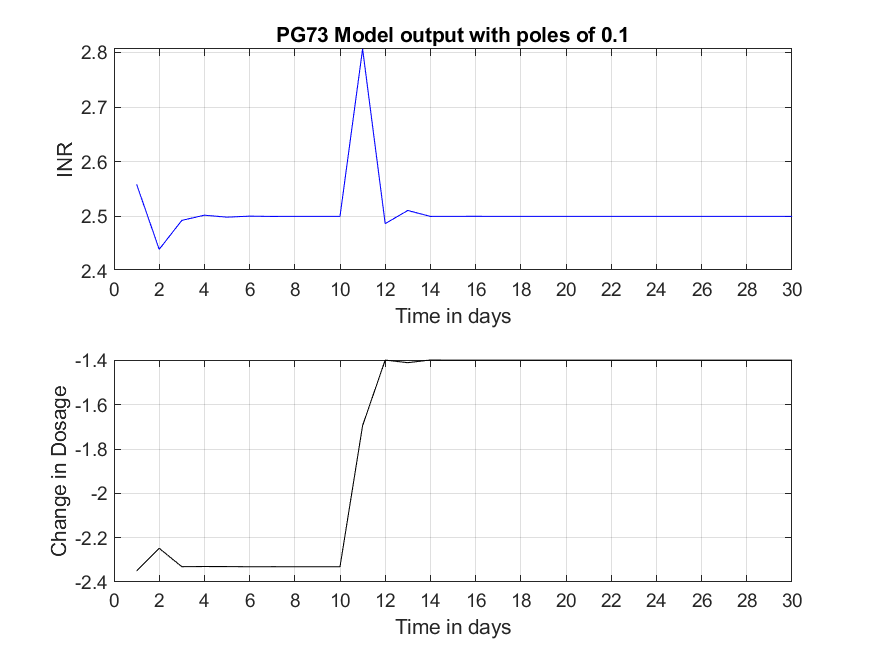 PG73 Model output with poles of 0.1
2.8
2.7
2.6
2.5
2.4
INR
0 2 4 6 8 10 12 14 16 18 20 22 24 26 28 30
Time in days
-1.4
-1.6
-1.8
-2
-2.2
-2.4
Change in Dosage
0 2 4 6 8 10 12 14 16 18 20 22 24 26 28 30
Time in days